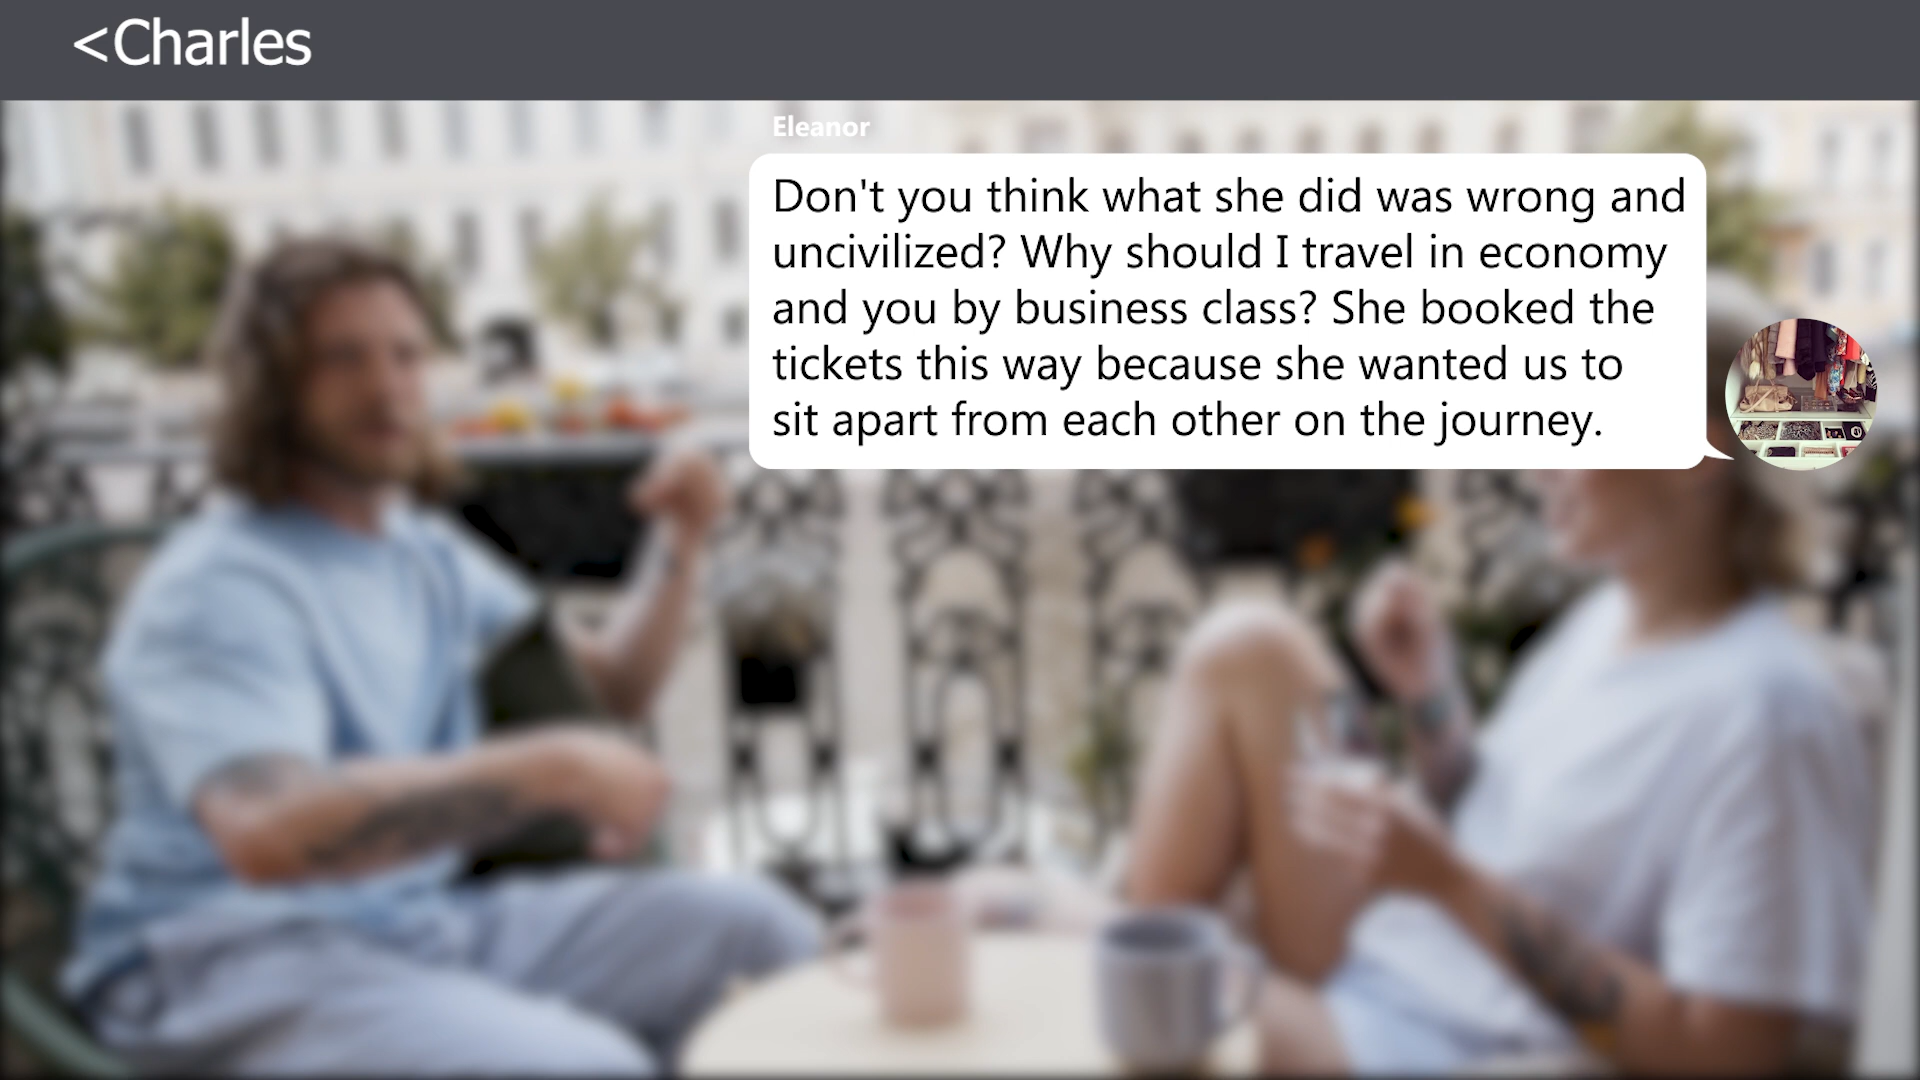 <Charles
Eleanor
Don't you think what she did was wrong and
uncivilized? Why should I travel in economy
and you by business class? She booked the
tickets this way because she wanted us to
sit apart from each other on the journey.